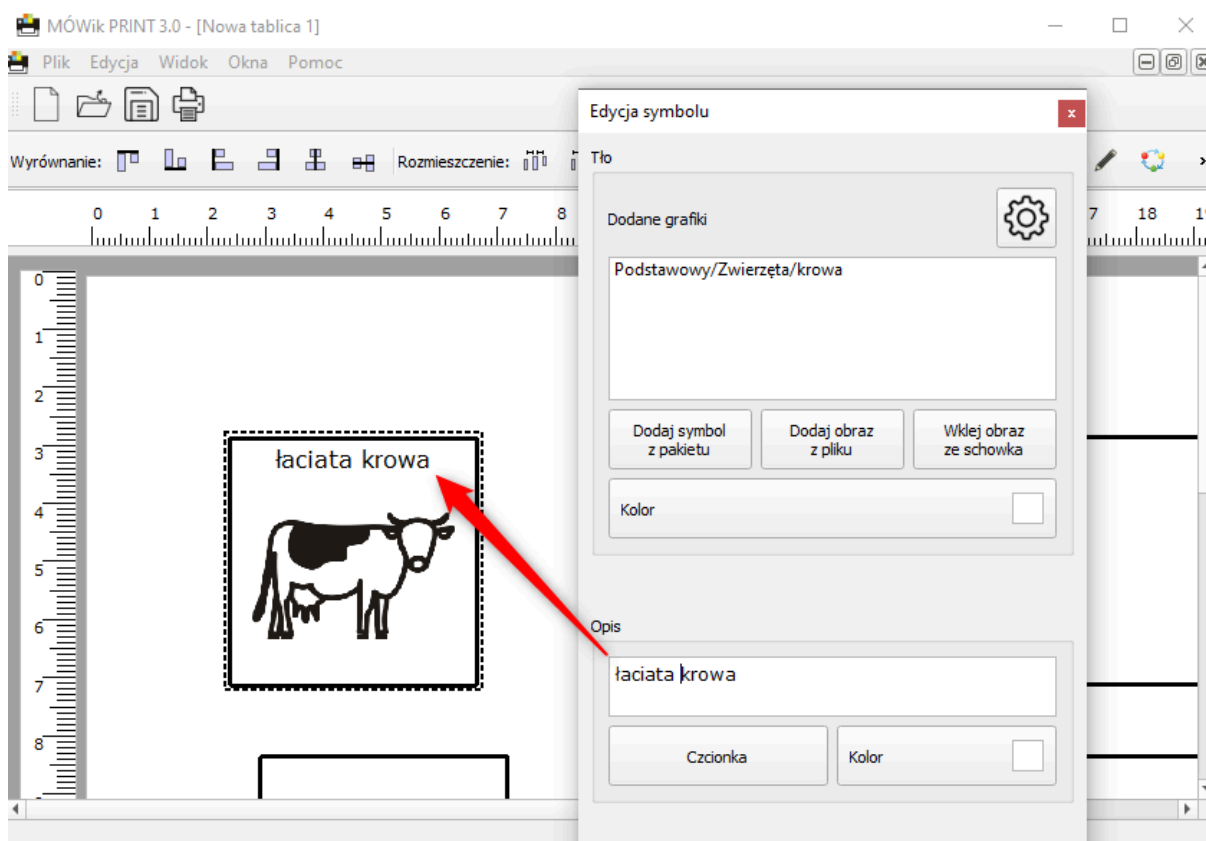 MÓWik PRINT 3.0 - [Nowa tablica 1]
Plik Edycja Widok Okna Pomoc
Wyrównanie:
Rozmieszczenie:
0 1 2 3 4 5 6 7 8
7 18
0
1
2
3
4
5
6
7
8
łaciata krowa
Edycja symbolu
x
Tło
Dodane grafiki
Podstawowy/Zwierzęta/krowa
Dodaj symbol
z pakietu
Dodaj obraz
z pliku
Wklej obraz
ze schowka
Kolor
Opis
łaciata krowa
Czcionka
Kolor